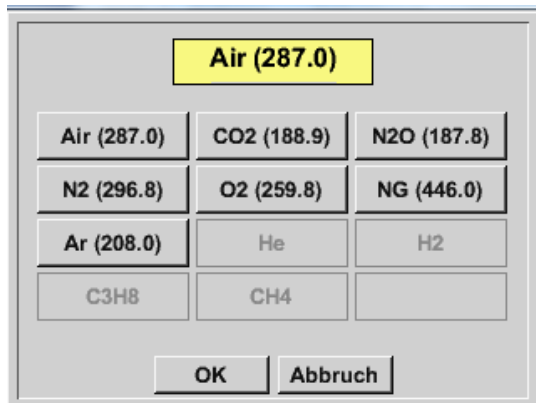 Air (287.0)
Air (287.0) CO2 (188.9) N2O (187.8)
N2 (296.8) O2 (259.8) NG (446.0)
Ar (208.0) He H2
C3H8 CH4
OK Abbruch